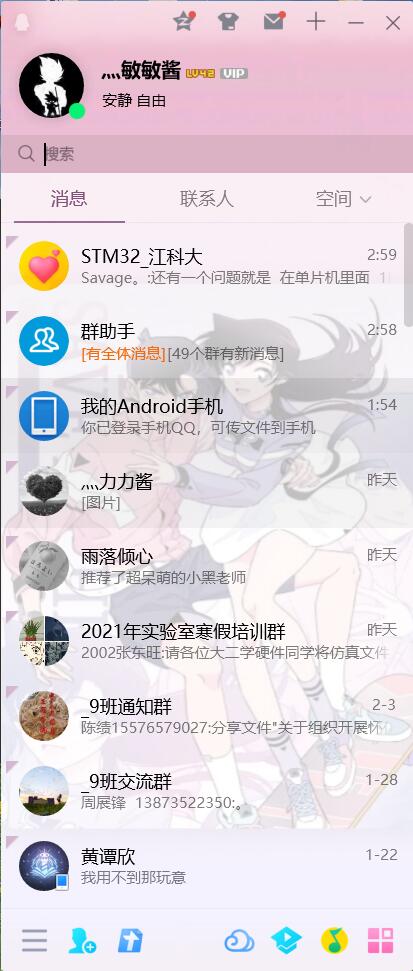 灬敏敏酱 LV42 VIP
安静 自由
搜索
消息 联系人 空间
STM32_江科大 2:59
Savage。:还有一个问题就是 在单片机里面
群助手 2:58
[有全体消息][49个群有新消息]
我的Android手机 1:54
你已登录手机QQ，可传文件到手机
灬力力酱 昨天
[图片]
雨落倾心 昨天
推荐了超呆萌的小黑老师
2021年实验室寒假培训群 昨天
2002张东旺:请各位大二学硬件同学将仿真文件
_9班通知群 2-3
陈绩15576579027:分享文件"关于组织开展怀化
_9班交流群 1-28
周展锋 13873522350:。
黄谭欣 1-22
我用不到那玩意